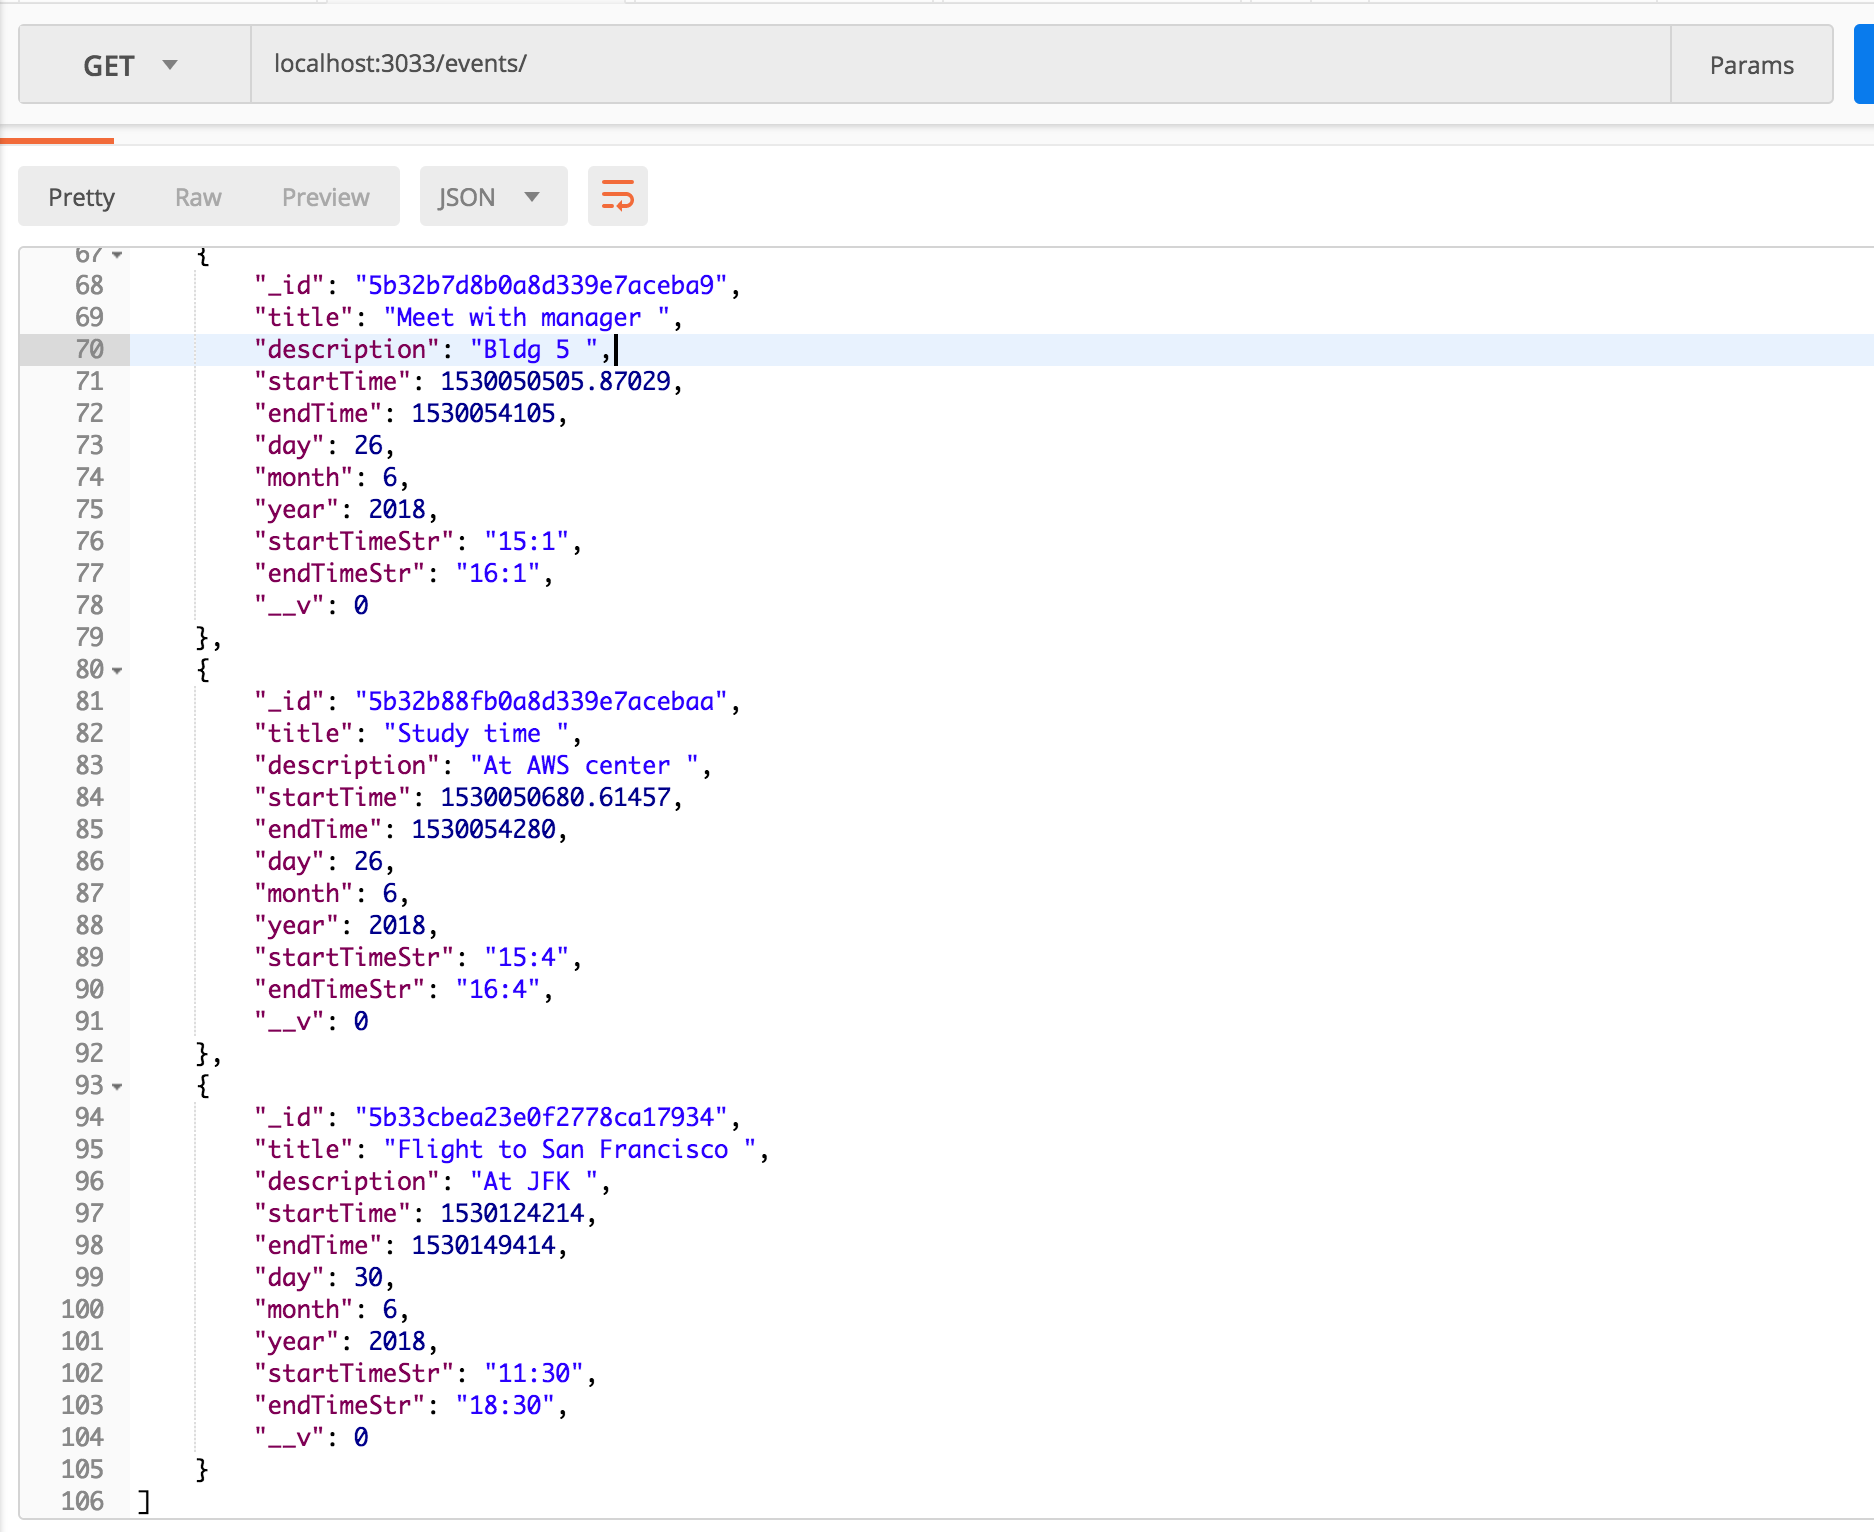 GET localhost:3033/events/ Params
Pretty Raw Preview JSON
67 {
68 "_id": "5b32b7d8b0a8d339e7aceba9",
69 "title": "Meet with manager ",
70 "description": "Bldg 5 ",
71 "startTime": 1530050505.87029,
72 "endTime": 1530054105,
73 "day": 26,
74 "month": 6,
75 "year": 2018,
76 "startTimeStr": "15:1",
77 "endTimeStr": "16:1",
78 "__v": 0
79 },
80 {
81 "_id": "5b32b88fb0a8d339e7acebaa",
82 "title": "Study time ",
83 "description": "At AWS center ",
84 "startTime": 1530050680.61457,
85 "endTime": 1530054280,
86 "day": 26,
87 "month": 6,
88 "year": 2018,
89 "startTimeStr": "15:4",
90 "endTimeStr": "16:4",
91 "__v": 0
92 },
93 {
94 "_id": "5b33cbea23e0f2778ca17934",
95 "title": "Flight to San Francisco ",
96 "description": "At JFK ",
97 "startTime": 1530124214,
98 "endTime": 1530149414,
99 "day": 30,
100 "month": 6,
101 "year": 2018,
102 "startTimeStr": "11:30",
103 "endTimeStr": "18:30",
104 "__v": 0
105 }
106 ]